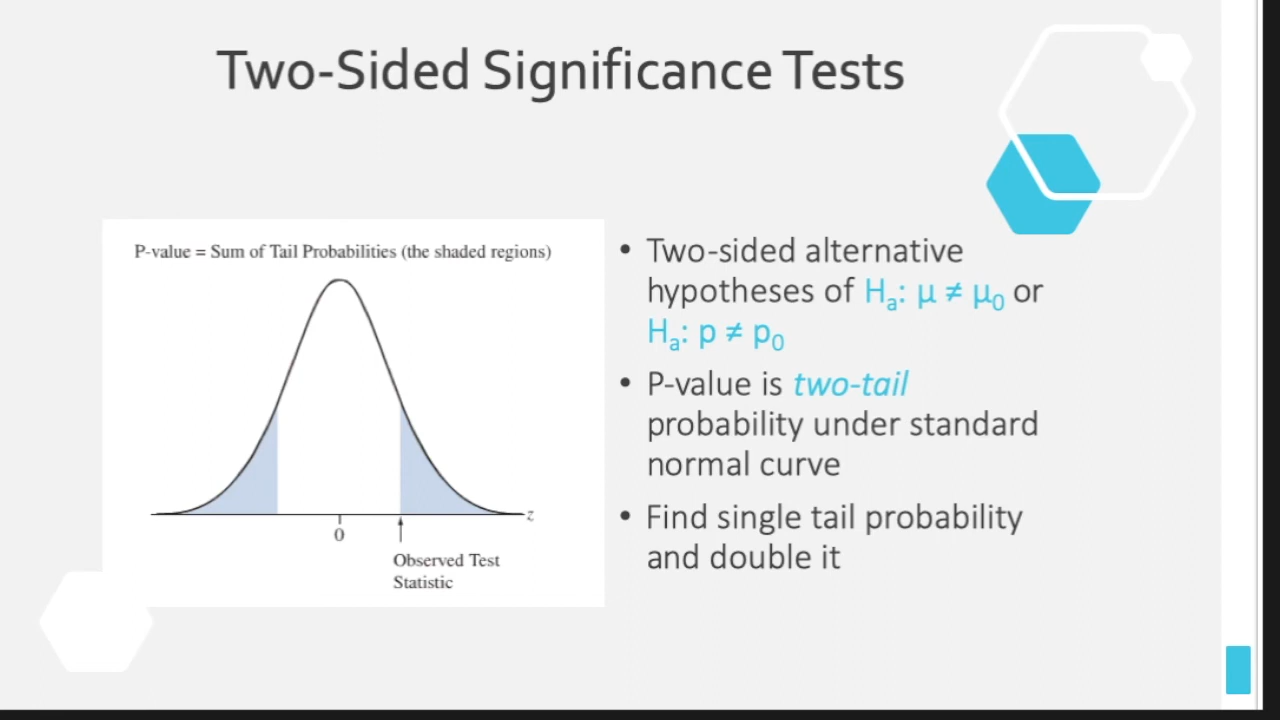 Two-Sided Significance Tests
P-value = Sum of Tail Probabilities (the shaded regions)
z
0
Observed Test
Statistic
• Two-sided alternative
hypotheses of Hₐ: μ ≠ μ₀ or
Hₐ: p ≠ p₀
• P-value is two-tail
probability under standard
normal curve
• Find single tail probability
and double it